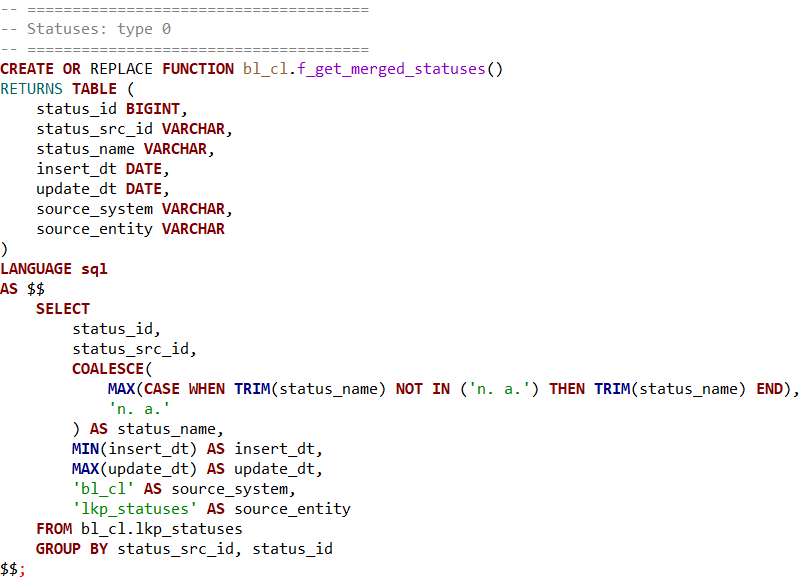 -- ======================================
-- Statuses: type 0
-- ======================================
CREATE OR REPLACE FUNCTION bl_cl.f_get_merged_statuses()
RETURNS TABLE (
    status_id BIGINT,
    status_src_id VARCHAR,
    status_name VARCHAR,
    insert_dt DATE,
    update_dt DATE,
    source_system VARCHAR,
    source_entity VARCHAR
)
LANGUAGE sql
AS $$
    SELECT
        status_id,
        status_src_id,
        COALESCE(
            MAX(CASE WHEN TRIM(status_name) NOT IN ('n. a.') THEN TRIM(status_name) END),
            'n. a.'
        ) AS status_name,
        MIN(insert_dt) AS insert_dt,
        MAX(update_dt) AS update_dt,
        'bl_cl' AS source_system,
        'lkp_statuses' AS source_entity
    FROM bl_cl.lkp_statuses
    GROUP BY status_src_id, status_id
$$;